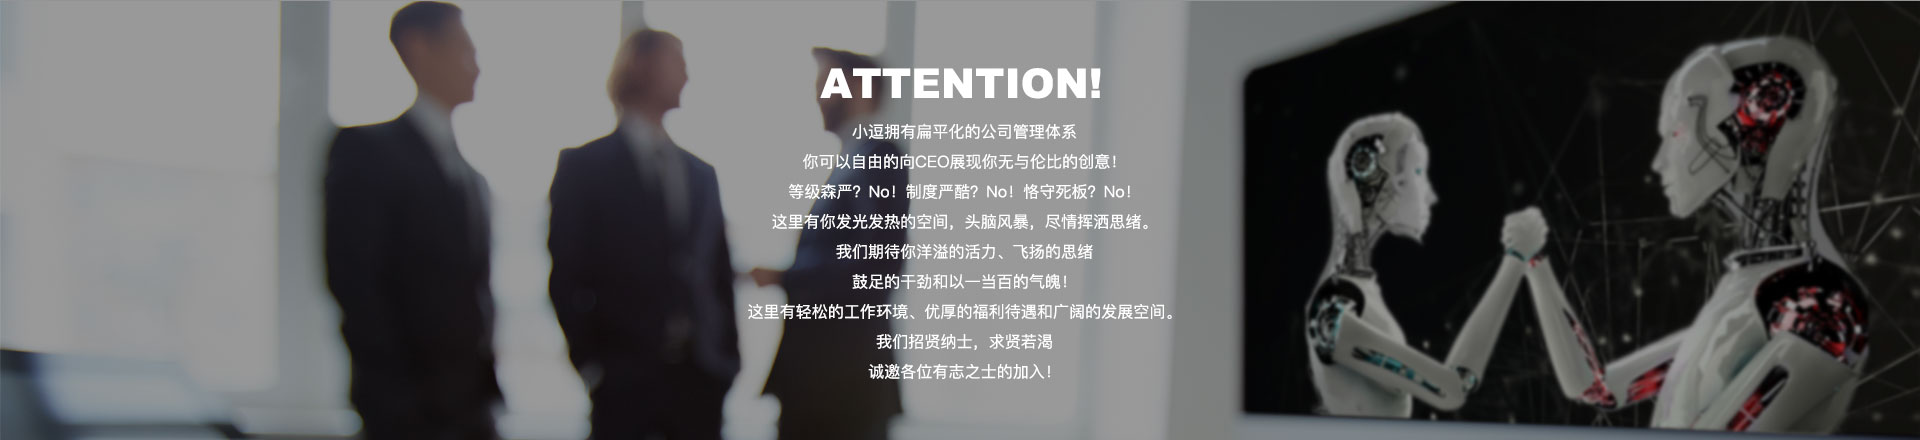 ATTENTION!
小逗拥有扁平化的公司管理体系
你可以自由的向CEO展现你无与伦比的创意！
等级森严？No！制度严酷？No！恪守死板？No！
这里有你发光发热的空间，头脑风暴，尽情挥洒思绪。
我们期待你洋溢的活力、飞扬的思绪
鼓足的干劲和以一当百的气魄！
这里有轻松的工作环境、优厚的福利待遇和广阔的发展空间。
我们招贤纳士，求贤若渴
诚邀各位有志之士的加入！